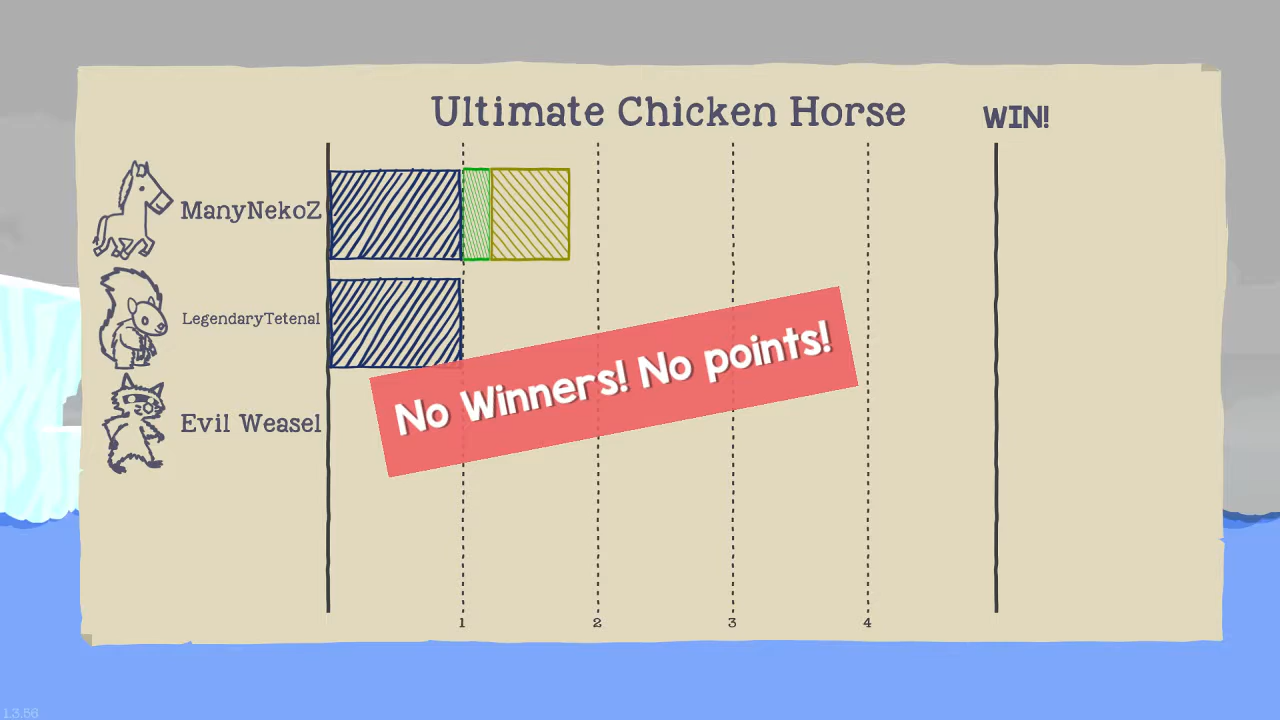 Ultimate Chicken Horse
WIN!
ManyNekoZ
LegendaryTetenal
Evil Weasel
No Winners! No points!
1 2 3 4
1.3.56